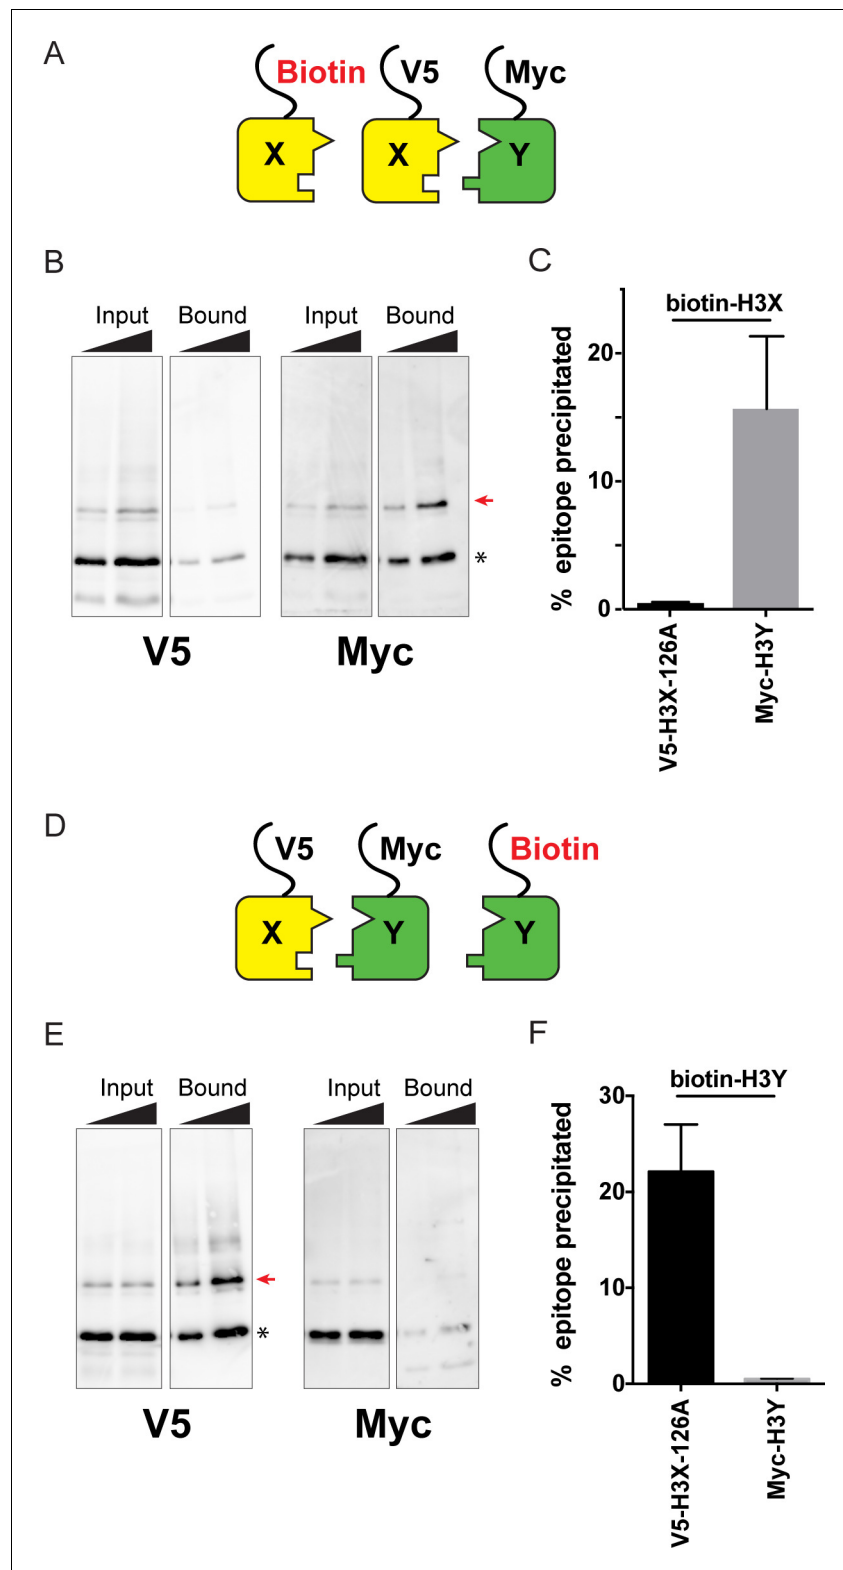 A
Biotin V5 Myc
X X Y
B
Input Bound Input Bound
*
V5 Myc
C
biotin-H3X
% epitope precipitated
20
10
0
V5-H3X-126A
Myc-H3Y
D
V5 Myc Biotin
X Y Y
E
Input Bound Input Bound
*
V5 Myc
F
biotin-H3Y
% epitope precipitated
30
20
10
0
V5-H3X-126A
Myc-H3Y